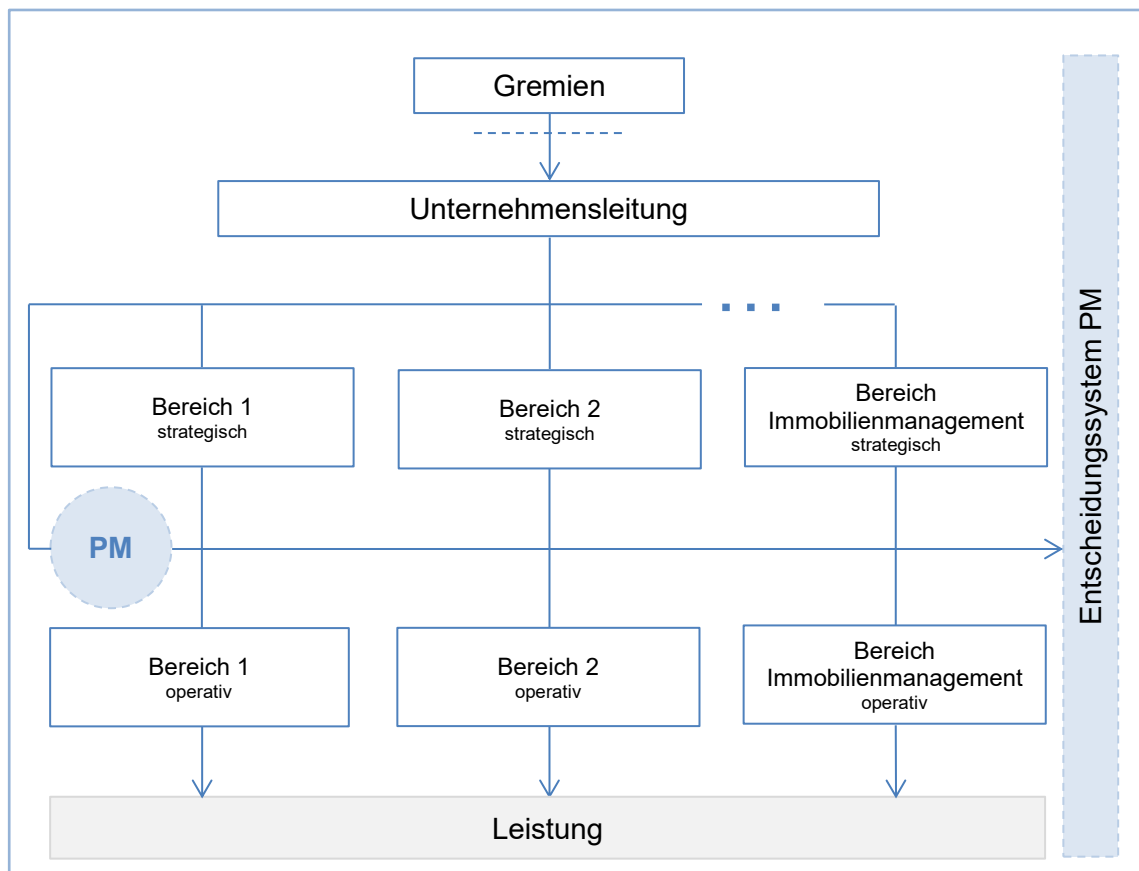 Gremien
Unternehmensleitung
...
Bereich 1
strategisch
Bereich 2
strategisch
Bereich
Immobilienmanagement
strategisch
PM
Bereich 1
operativ
Bereich 2
operativ
Bereich
Immobilienmanagement
operativ
Leistung
Entscheidungssystem PM